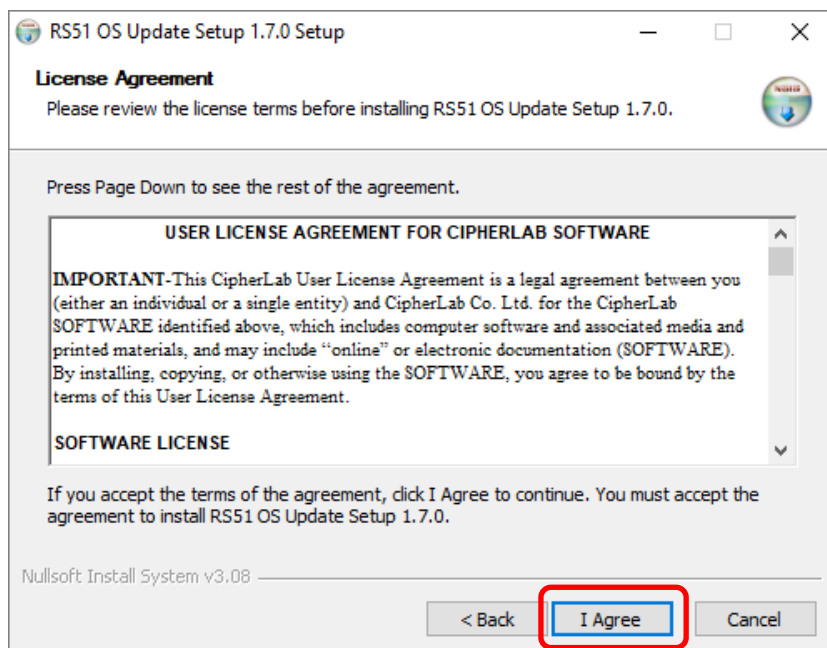 RS51 OS Update Setup 1.7.0 Setup
License Agreement
Please review the license terms before installing RS51 OS Update Setup 1.7.0.
Press Page Down to see the rest of the agreement.
USER LICENSE AGREEMENT FOR CIPHERLAB SOFTWARE
IMPORTANT-This CipherLab User License Agreement is a legal agreement between you
(either an individual or a single entity) and CipherLab Co. Ltd. for the CipherLab
SOFTWARE identified above, which includes computer software and associated media and
printed materials, and may include “online” or electronic documentation (SOFTWARE).
By installing, copying, or otherwise using the SOFTWARE, you agree to be bound by the
terms of this User License Agreement.
SOFTWARE LICENSE
If you accept the terms of the agreement, click I Agree to continue. You must accept the
agreement to install RS51 OS Update Setup 1.7.0.
Nullsoft Install System v3.08
< Back
I Agree
Cancel